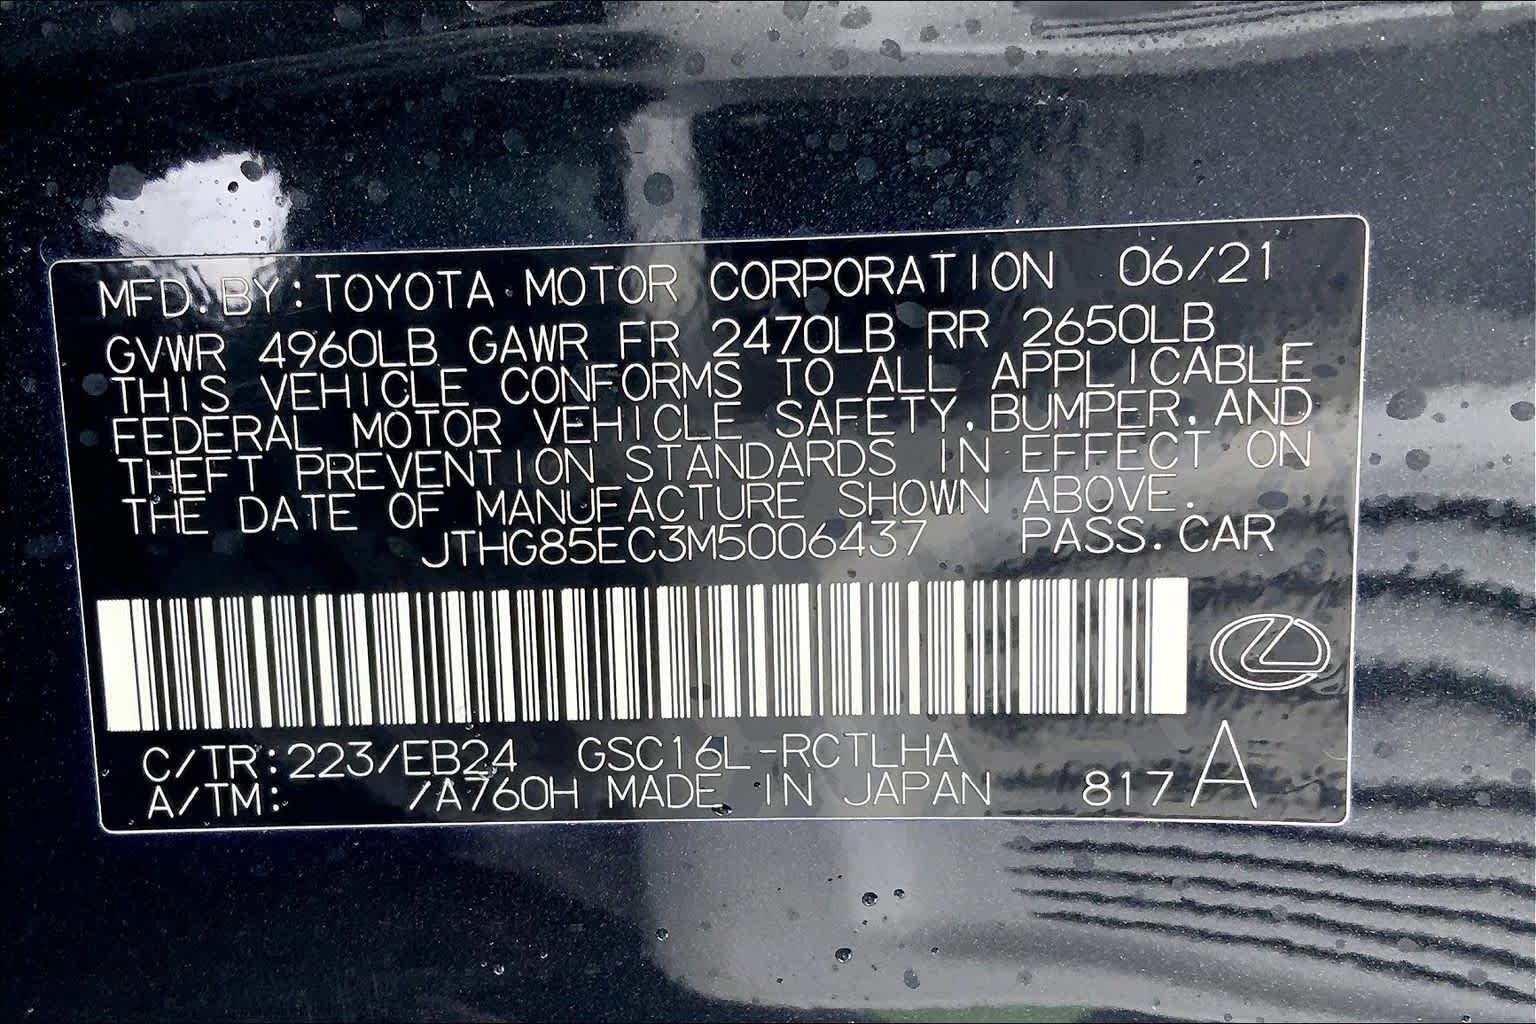 MFD. BY: TOYOTA MOTOR CORPORATION 06/21
GVWR 4960LB GAWR FR 2470LB RR 2650LB
THIS VEHICLE CONFORMS TO ALL APPLICABLE
FEDERAL MOTOR VEHICLE SAFETY, BUMPER, AND
THEFT PREVENTION STANDARDS IN EFFECT ON
THE DATE OF MANUFACTURE SHOWN ABOVE.
JTHG85EC3M5006437 PASS. CAR
C/TR: 223/EB24 GSC16L-RCTLHA
A/TM: /A760H MADE IN JAPAN 817 A